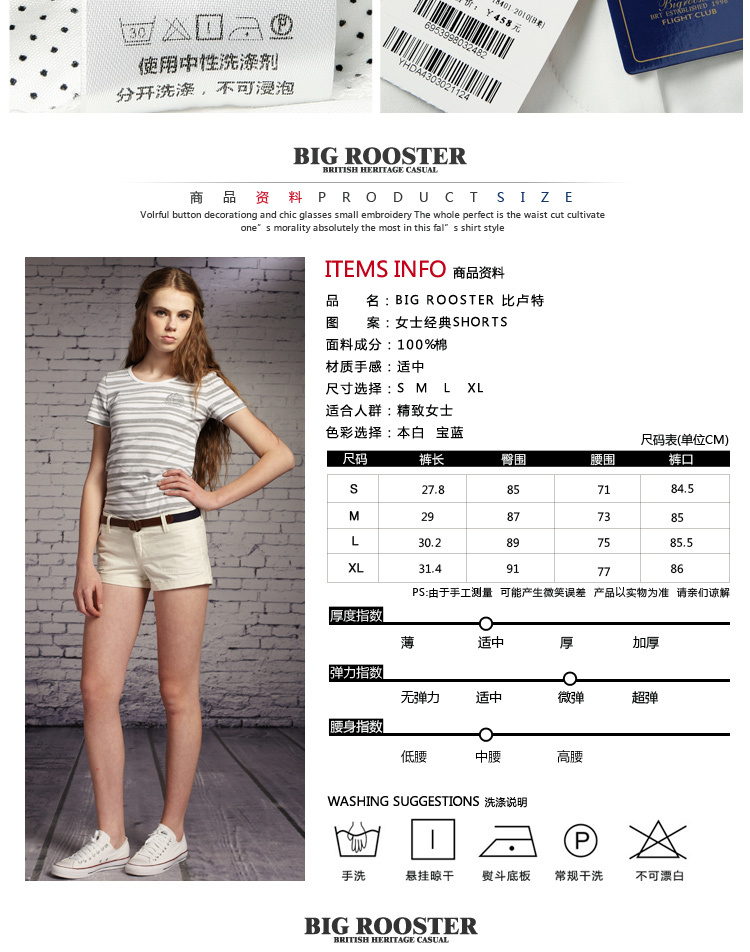 30
P
使用中性洗涤剂
分开洗涤，不可浸泡
￥458元
6953998032482
YHDA4303021124
BRT ESTABLISHED 1996
FLIGHT CLUB
BIG ROOSTER
BRITISH HERITAGE CASUAL
商 品 资 料 P R O D U C T S I Z E
Volrful button decorationg and chic glasses small embroidery The whole perfect is the waist cut cultivate
one”s morality absolutely the most in this fal”s shirt style
ITEMS INFO 商品资料
品 名：BIG ROOSTER 比卢特
图 案：女士经典SHORTS
面料成分：100%棉
材质手感：适中
尺寸选择：S M L XL
适合人群：精致女士
色彩选择：本白 宝蓝
尺码表(单位CM)
尺码 裤长 臀围 腰围 裤口
S 27.8 85 71 84.5
M 29 87 73 85
L 30.2 89 75 85.5
XL 31.4 91 77 86
PS:由于手工测量 可能产生微笑误差 产品以实物为准 请亲们谅解
厚度指数
薄 适中 厚 加厚
弹力指数
无弹力 适中 微弹 超弹
腰身指数
低腰 中腰 高腰
WASHING SUGGESTIONS 洗涤说明
P
手洗 悬挂晾干 熨斗底板 常规干洗 不可漂白
BIG ROOSTER
BRITISH HERITAGE CASUAL